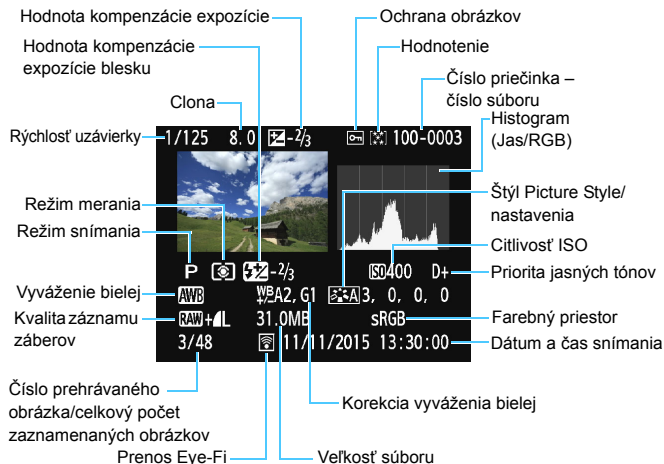 Hodnota kompenzácie expozície
Ochrana obrázkov
Hodnota kompenzácie
expozície blesku
Hodnotenie
Číslo priečinka –
číslo súboru
Clona
Histogram
(Jas/RGB)
Rýchlosť uzávierky
1/125 8.0 -2/3 100-0003
Štýl Picture Style/
nastavenia
Režim merania
Režim snímania
Citlivosť ISO
P -2/3 ISO400 D+
Priorita jasných tónov
Vyváženie bielej
AWB WB A2, G1 A3, 0, 0, 0
Kvalita záznamu
záberov
RAW+L 31.0MB sRGB
Farebný priestor
3/48 11/11/2015 13:30:00
Dátum a čas snímania
Číslo prehrávaného
obrázka/celkový počet
zaznamenaných obrázkov
Korekcia vyváženia bielej
Prenos Eye-Fi
Veľkosť súboru